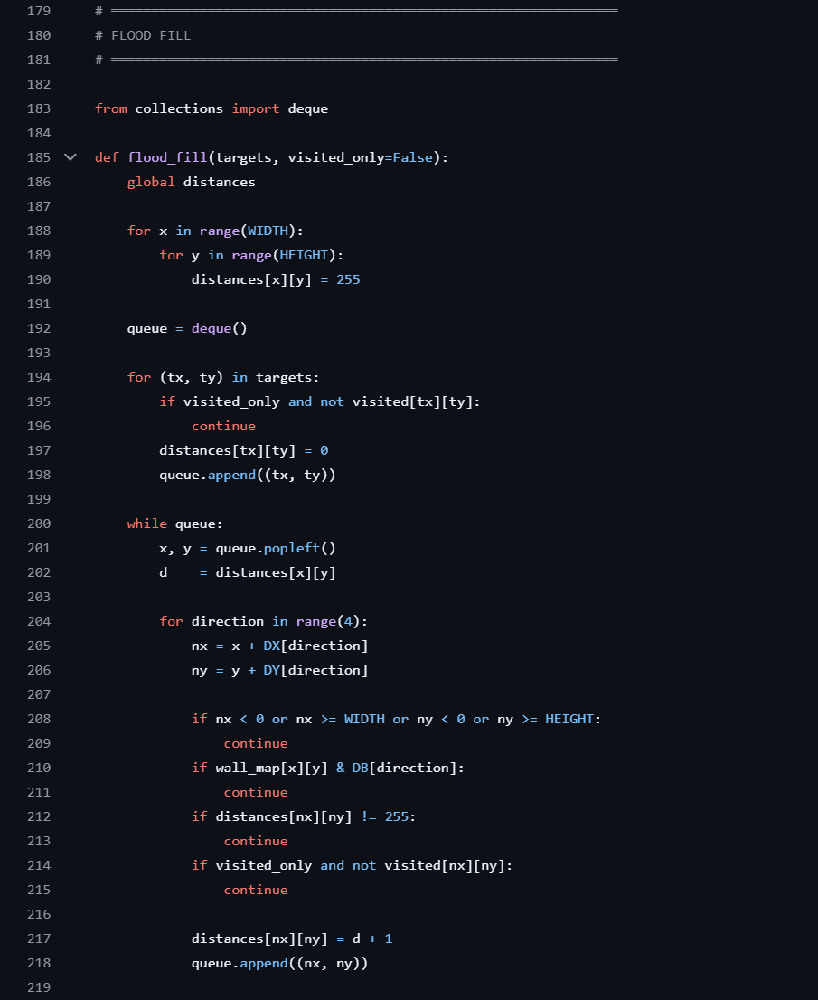 179 # ═══════════════════════════════════════════════════════════════
180 # FLOOD FILL
181 # ═══════════════════════════════════════════════════════════════
182
183 from collections import deque
184
185 def flood_fill(targets, visited_only=False):
186     global distances
187
188     for x in range(WIDTH):
189         for y in range(HEIGHT):
190             distances[x][y] = 255
191
192     queue = deque()
193
194     for (tx, ty) in targets:
195         if visited_only and not visited[tx][ty]:
196             continue
197         distances[tx][ty] = 0
198         queue.append((tx, ty))
199
200     while queue:
201         x, y = queue.popleft()
202         d    = distances[x][y]
203
204         for direction in range(4):
205             nx = x + DX[direction]
206             ny = y + DY[direction]
207
208             if nx < 0 or nx >= WIDTH or ny < 0 or ny >= HEIGHT:
209                 continue
210             if wall_map[x][y] & DB[direction]:
211                 continue
212             if distances[nx][ny] != 255:
213                 continue
214             if visited_only and not visited[nx][ny]:
215                 continue
216
217             distances[nx][ny] = d + 1
218             queue.append((nx, ny))
219